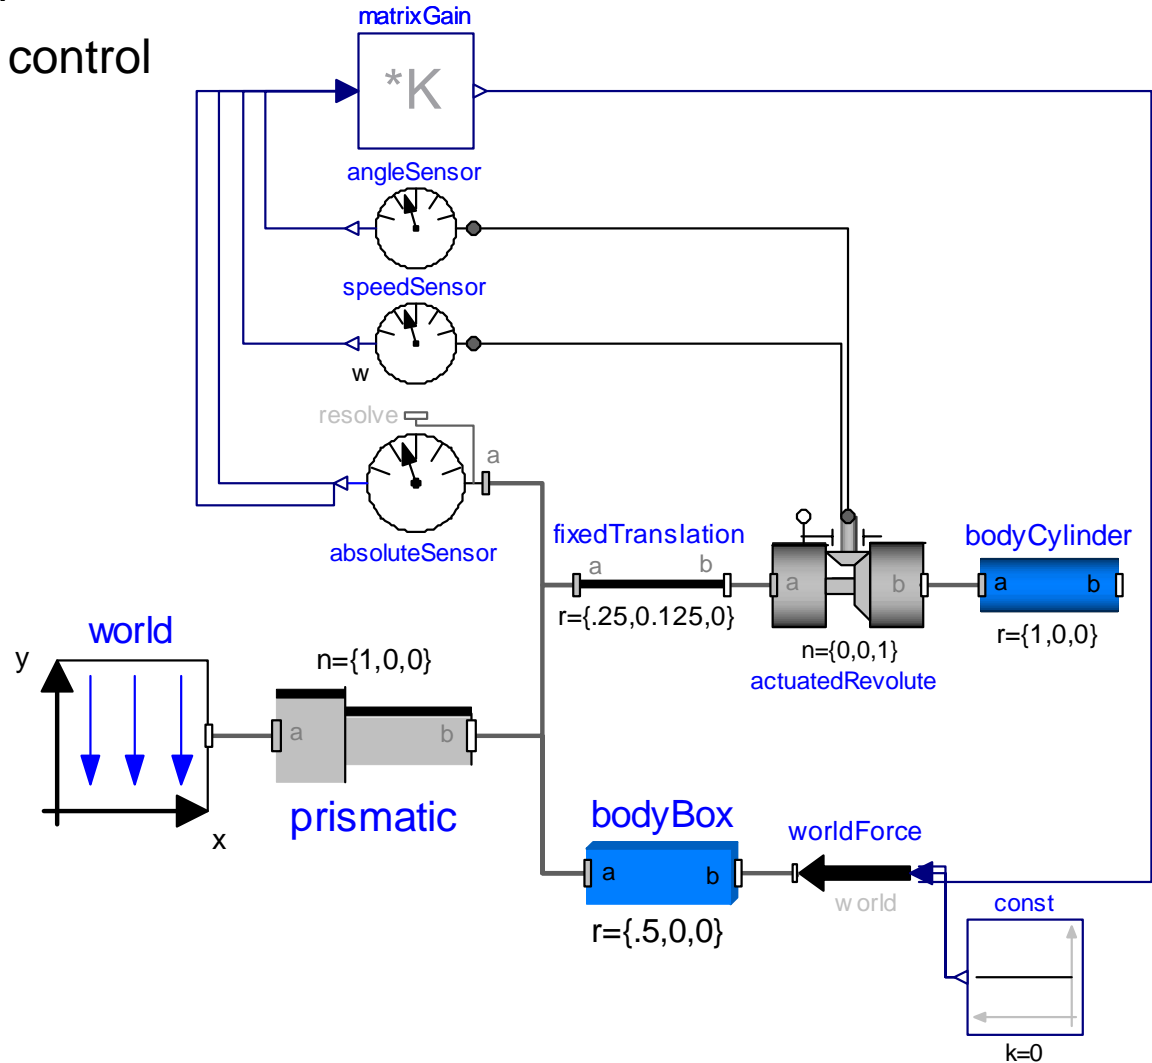 matrixGain
control
*K
angleSensor
speedSensor
w
resolve
a
absoluteSensor
fixedTranslation
a b
r={.25,0.125,0}
a b
n={0,0,1}
actuatedRevolute
bodyCylinder
a b
r={1,0,0}
world
y
x
n={1,0,0}
a b
prismatic
bodyBox
a b
r={.5,0,0}
worldForce
world
const
k=0